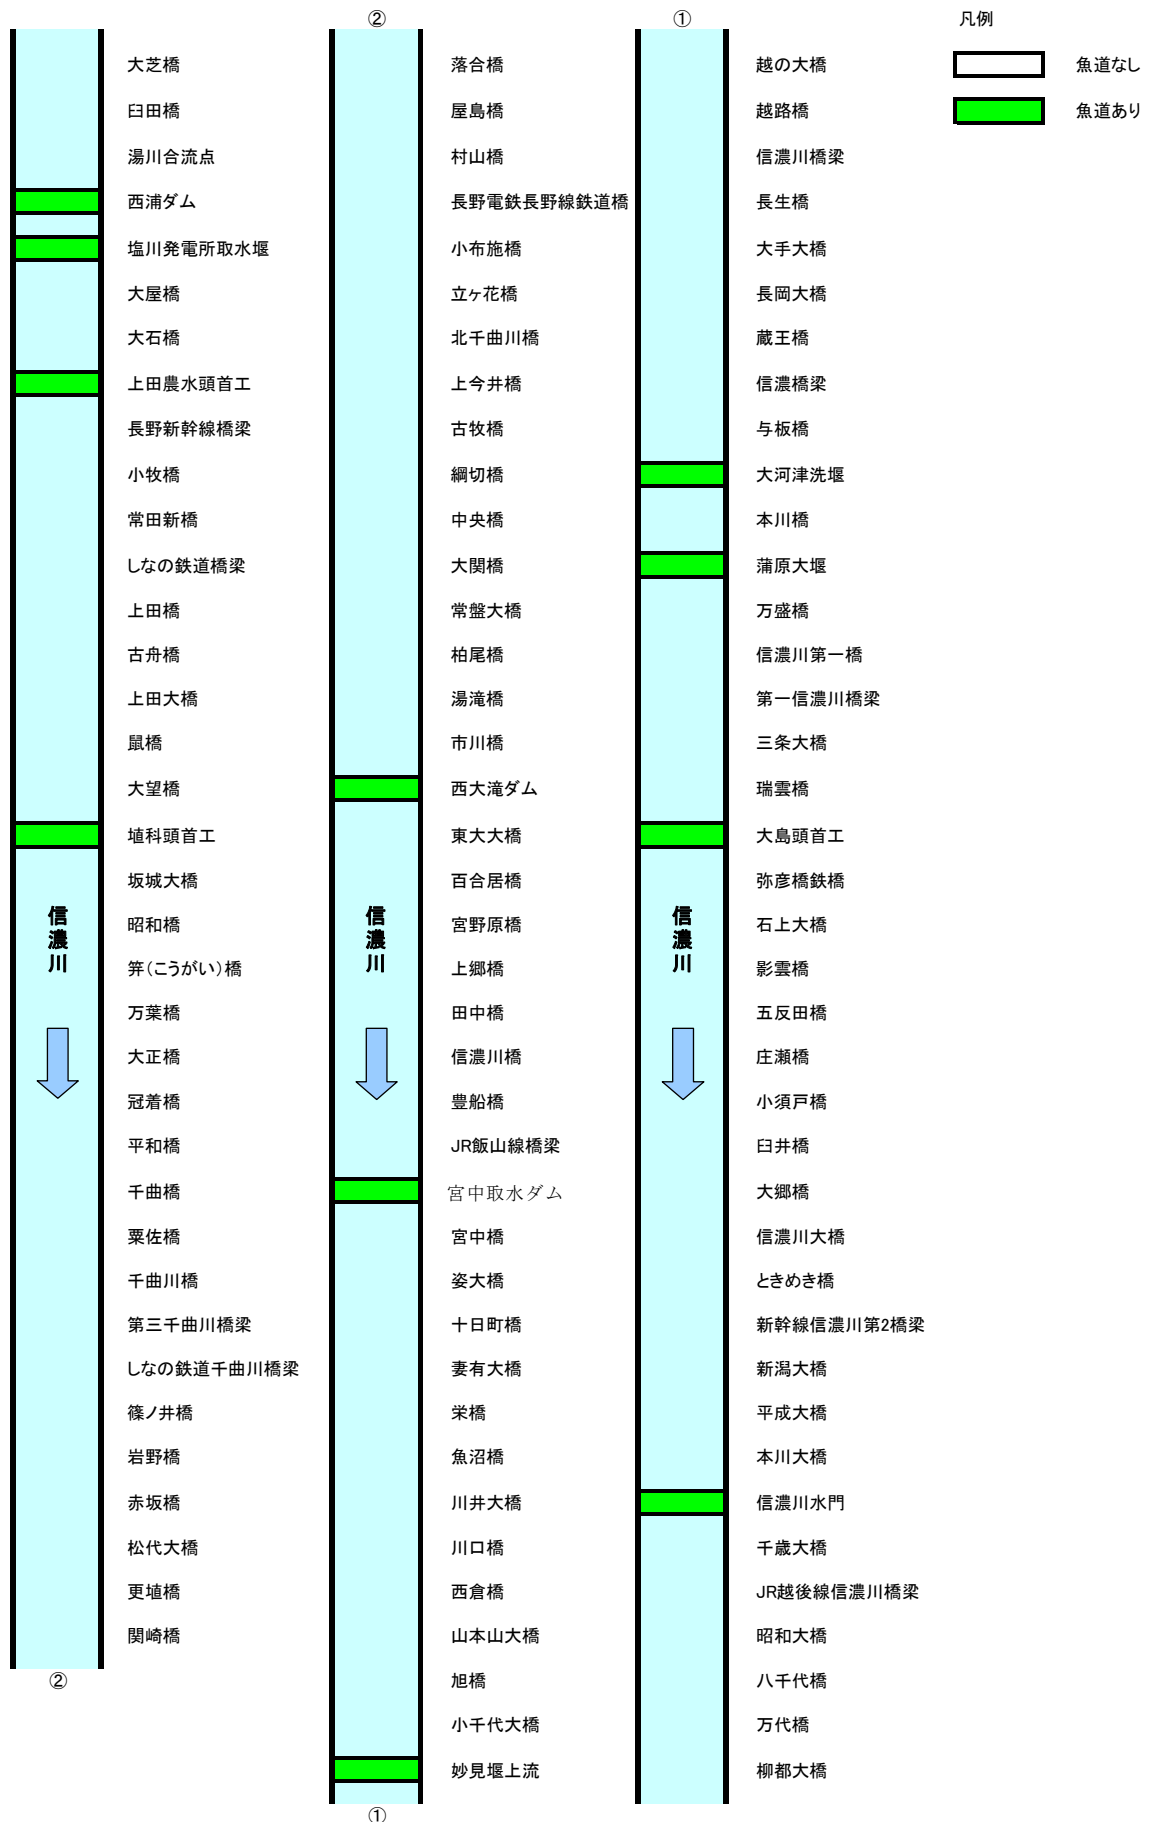 大芝橋
臼田橋
湯川合流点
西浦ダム
塩川発電所取水堰
大屋橋
大石橋
上田農水頭首工
長野新幹線橋梁
小牧橋
常田新橋
しなの鉄道橋梁
上田橋
古舟橋
上田大橋
鼠橋
大望橋
埴科頭首工
坂城大橋
昭和橋
笄(こうがい)橋
万葉橋
大正橋
冠着橋
平和橋
千曲橋
粟佐橋
千曲川橋
第三千曲川橋梁
しなの鉄道千曲川橋梁
篠ノ井橋
岩野橋
赤坂橋
松代大橋
更埴橋
関崎橋
信濃川
②
②
落合橋
屋島橋
村山橋
長野電鉄長野線鉄道橋
小布施橋
立ヶ花橋
北千曲川橋
上今井橋
古牧橋
綱切橋
中央橋
大関橋
常盤大橋
柏尾橋
湯滝橋
市川橋
西大滝ダム
東大大橋
百合居橋
宮野原橋
上郷橋
田中橋
信濃川橋
豊船橋
JR飯山線橋梁
宮中取水ダム
宮中橋
姿大橋
十日町橋
妻有大橋
栄橋
魚沼橋
川井大橋
川口橋
西倉橋
山本山大橋
旭橋
小千代大橋
妙見堰上流
信濃川
①
①
越の大橋
越路橋
信濃川橋梁
長生橋
大手大橋
長岡大橋
蔵王橋
信濃橋梁
与板橋
大河津洗堰
本川橋
蒲原大堰
万盛橋
信濃川第一橋
第一信濃川橋梁
三条大橋
瑞雲橋
大島頭首工
弥彦橋鉄橋
石上大橋
影雲橋
五反田橋
庄瀬橋
小須戸橋
臼井橋
大郷橋
信濃川大橋
ときめき橋
新幹線信濃川第2橋梁
新潟大橋
平成大橋
本川大橋
信濃川水門
千歳大橋
JR越後線信濃川橋梁
昭和大橋
八千代橋
万代橋
柳都大橋
信濃川
凡例
魚道なし
魚道あり